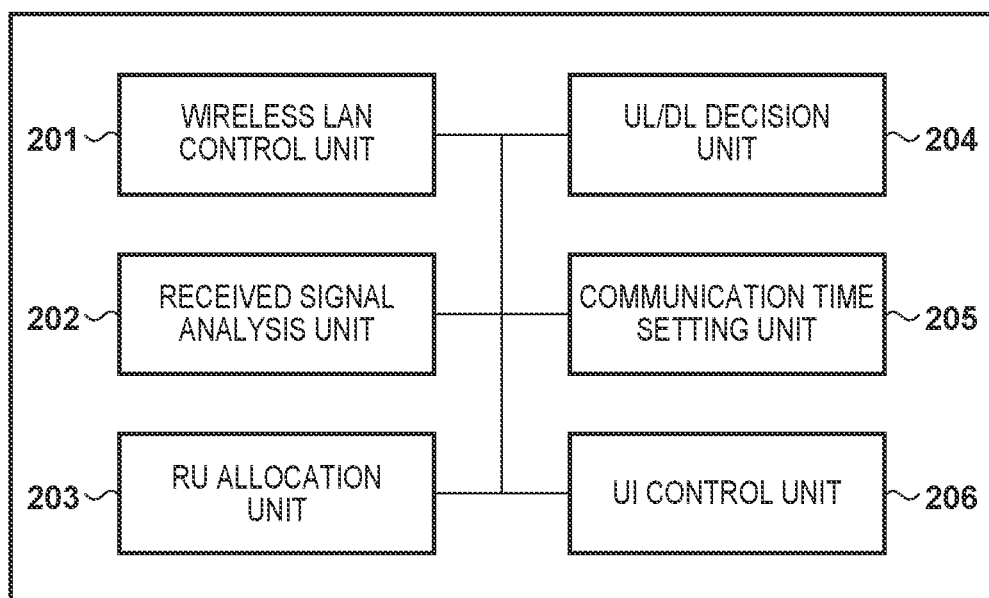 201
WIRELESS LAN
CONTROL UNIT
UL/DL DECISION
UNIT
204
202
RECEIVED SIGNAL
ANALYSIS UNIT
COMMUNICATION TIME
SETTING UNIT
205
203
RU ALLOCATION
UNIT
UI CONTROL UNIT
206